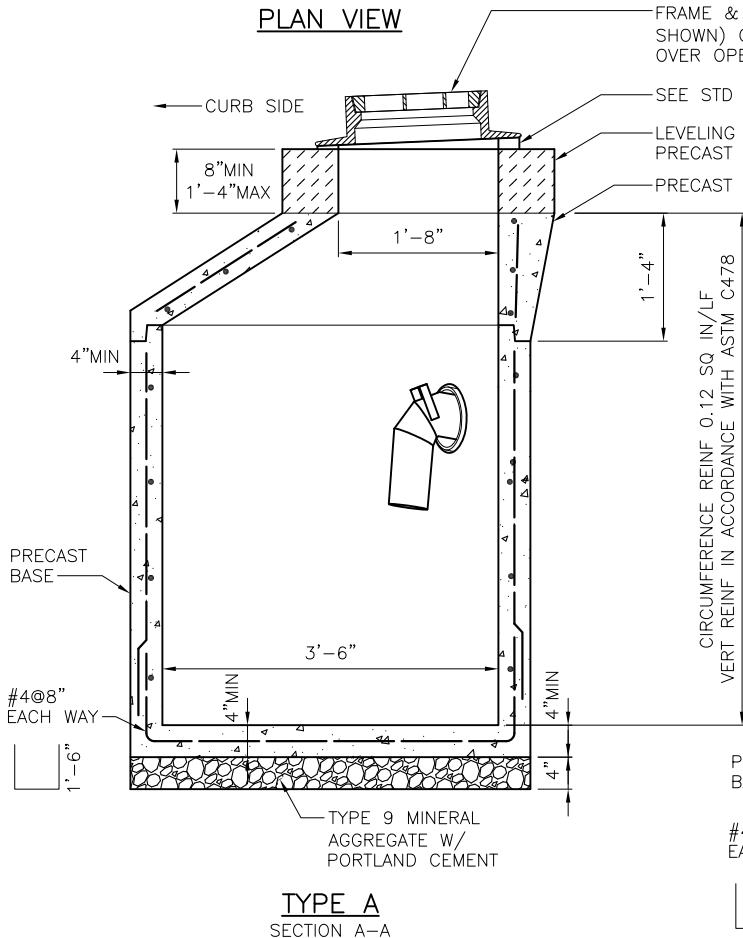 PLAN VIEW
FRAME &
SHOWN)
OVER
CURB SIDE
SEE STD
LEVELING
PRECAST
8”MIN
1’-4”MAX
PRECAST
1’-8”
1’-4”
4”MIN
CIRCUMFERENCE REINF 0.12 SQ IN/LF
VERT REINF IN ACCORDANCE WITH ASTM C478
PRECAST
BASE
3’-6”
#4@8”
EACH WAY
4”MIN
4”MIN
1’-6”
4”
TYPE 9 MINERAL
AGGREGATE W/
PORTLAND CEMENT
TYPE A
SECTION A-A